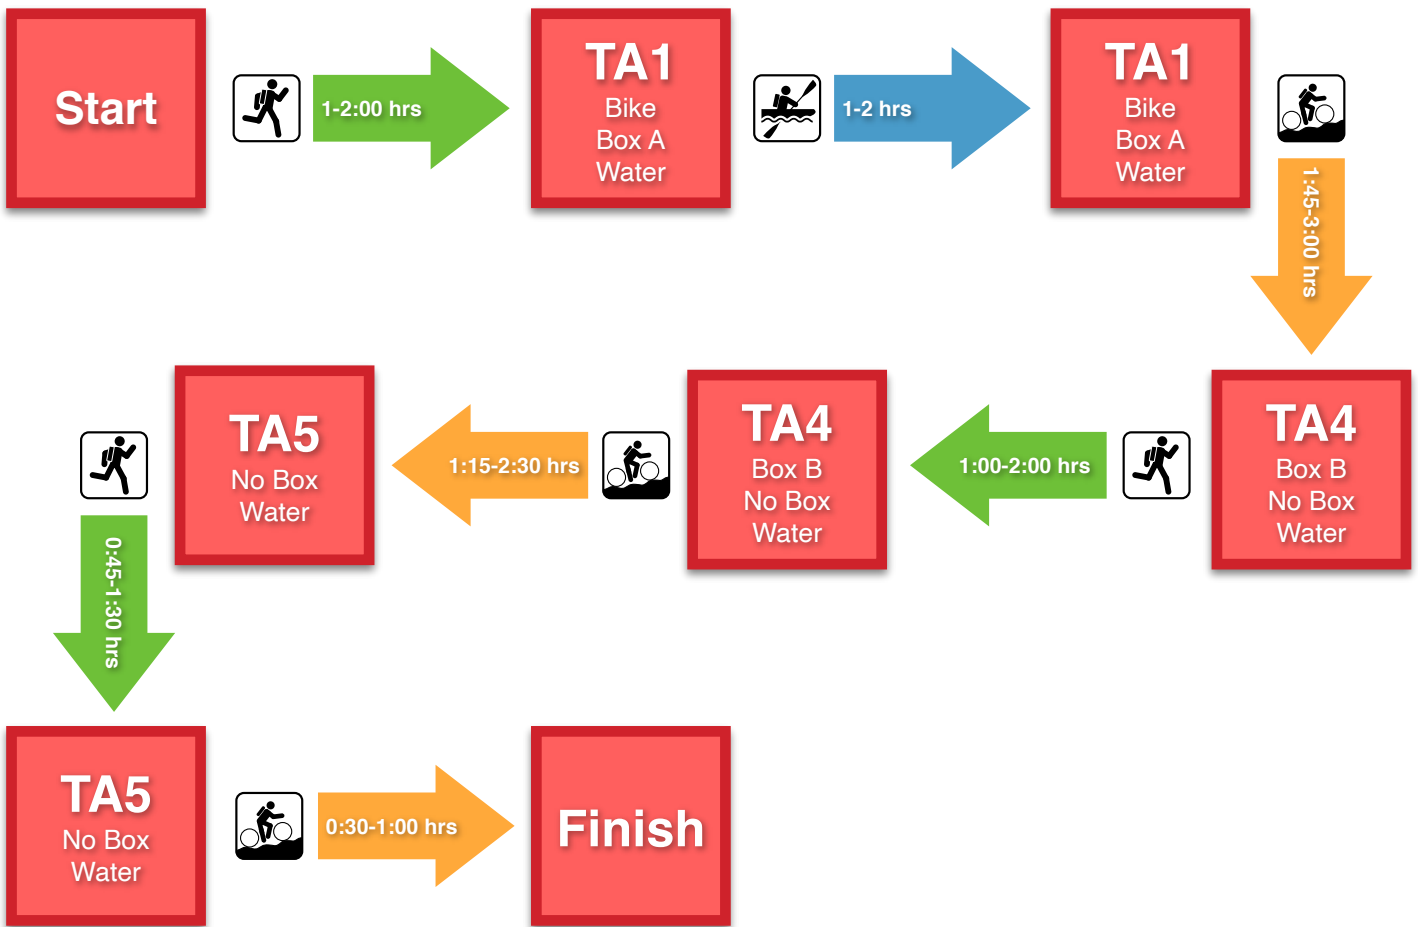 Start
1-2:00 hrs
TA1
Bike
Box A
Water
1-2 hrs
TA1
Bike
Box A
Water
1:45-3:00 hrs
TA4
Box B
No Box
Water
1:00-2:00 hrs
TA4
Box B
No Box
Water
1:15-2:30 hrs
TA5
No Box
Water
0:45-1:30 hrs
TA5
No Box
Water
0:30-1:00 hrs
Finish